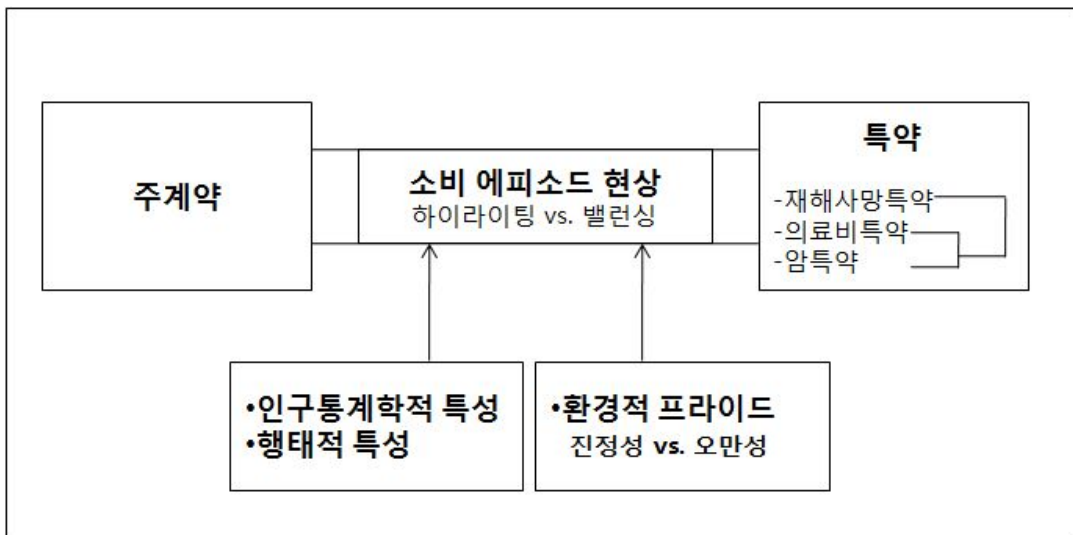 주계약
소비 에피소드 현상
하이라이팅 vs. 밸런싱
특약
-재해사망특약
-의료비특약
-암특약
•인구통계학적 특성
•행태적 특성
•환경적 프라이드
진정성 vs. 오만성